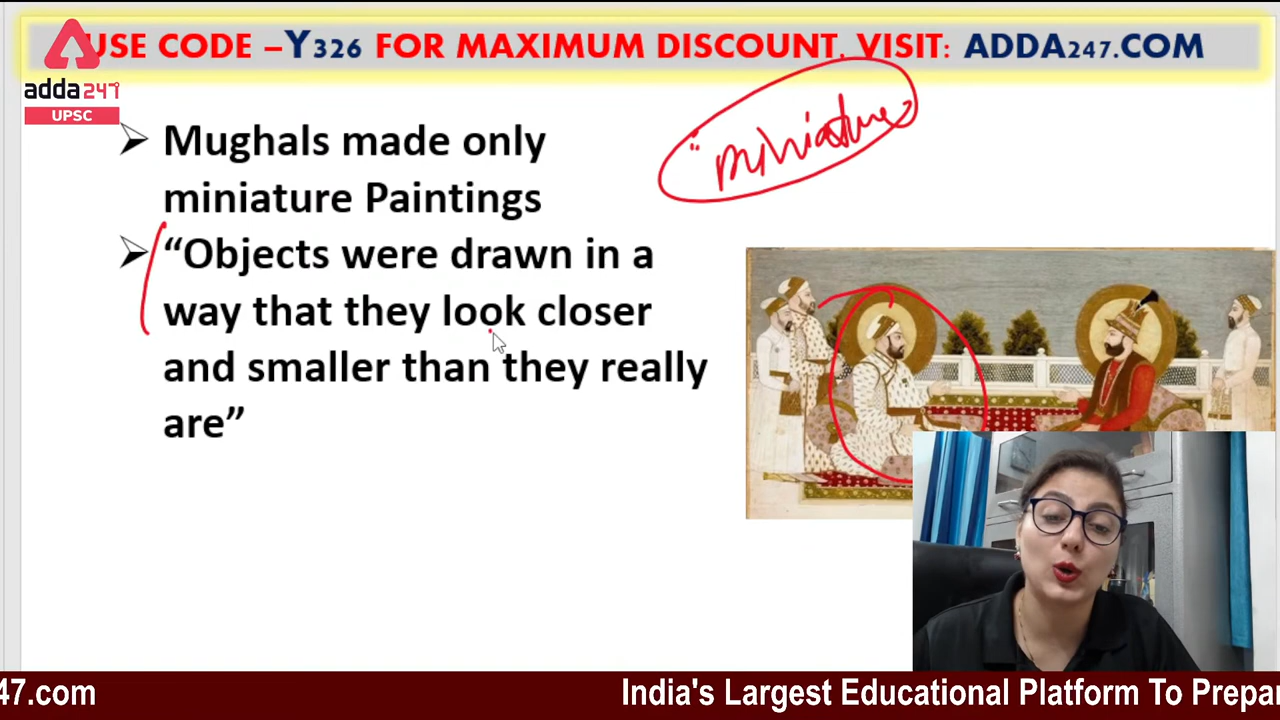 USE CODE –Y326 FOR MAXIMUM DISCOUNT, VISIT: ADDA247.COM
adda247
UPSC
"miniature
Mughals made only
miniature Paintings
“Objects were drawn in a
way that they look closer
and smaller than they really
are”
47.com India's Largest Educational Platform To Prepar